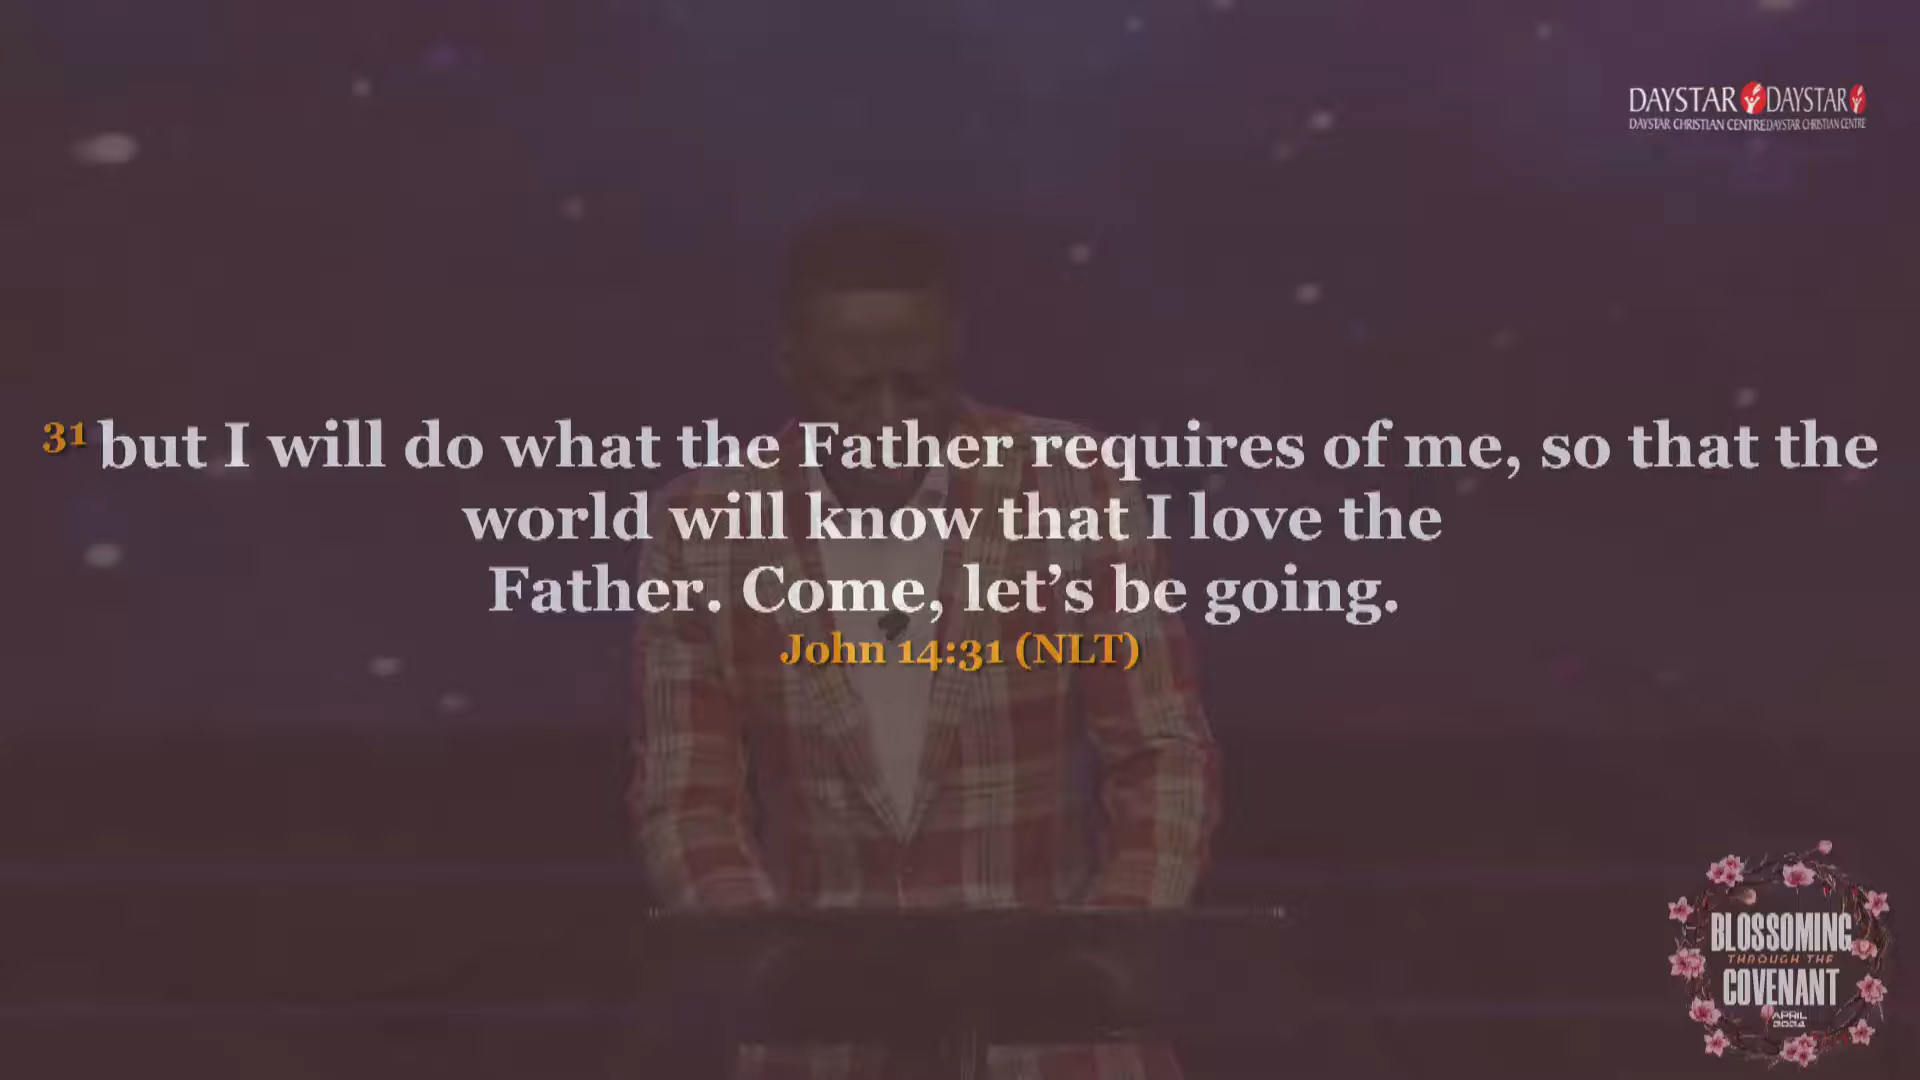 DAYSTAR DAYSTAR
DAYSTAR CHRISTIAN CENTREDAYSTAR CHRISTIAN CENTRE
31 but I will do what the Father requires of me, so that the
world will know that I love the
Father. Come, let’s be going.
John 14:31 (NLT)
BLOSSOMING
THROUGH THE
COVENANT
APRIL
2024